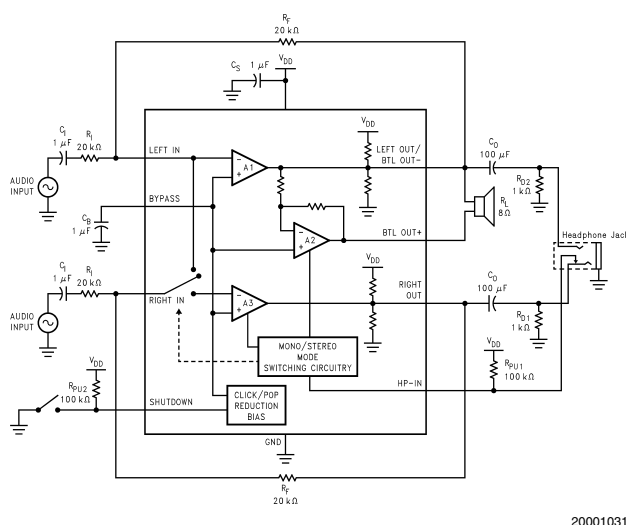 R_F
20 kΩ
C_S 1 μF
V_DD
C_I
1 μF
R_I
20 kΩ
AUDIO
INPUT
LEFT IN
A1
V_DD
LEFT OUT/
BTL OUT-
C_O
100 μF
R_D2
1 kΩ
R_L
8Ω
BYPASS
C_B
1 μF
A2
BTL OUT+
Headphone Jack
C_I
1 μF
R_I
20 kΩ
AUDIO
INPUT
RIGHT IN
A3
V_DD
RIGHT
OUT
C_O
100 μF
R_D1
1 kΩ
MONO/STEREO
MODE
SWITCHING CIRCUITRY
V_DD
R_PU1
100 kΩ
HP-IN
V_DD
R_PU2
100 kΩ
SHUTDOWN
CLICK/POP
REDUCTION
BIAS
GND
R_F
20 kΩ
20001031